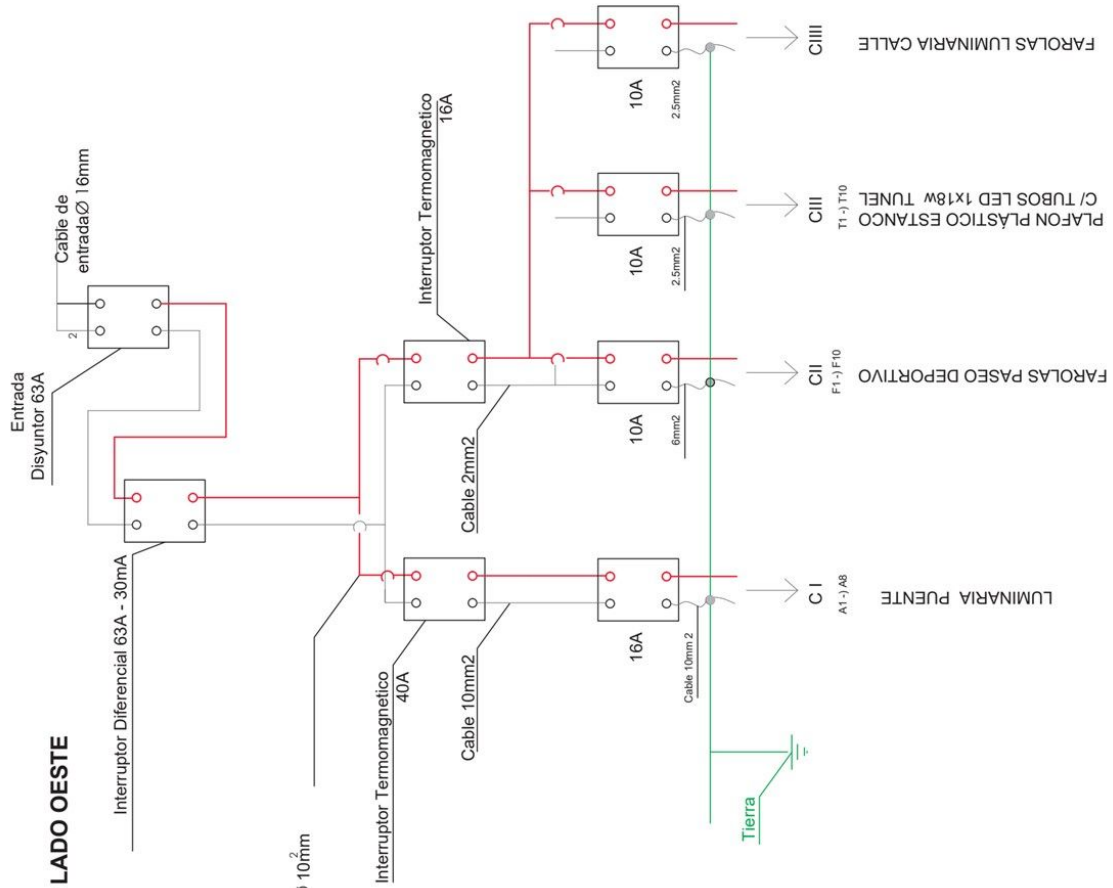 LADO OESTE
Entrada
Disyuntor 63A
Cable de
entradaØ 16mm
2
Interruptor Diferencial 63A - 30mA
10mm2
Interruptor Termomagnetico
40A
Interruptor Termomagnetico
16A
Cable 10mm2
Cable 2mm2
16A
10A
10A
10A
Cable 10mm 2
6mm2
2.5mm2
2.5mm2
Tierra
C I
A1 -) A8
LUMINARIA PUENTE
CII
F1 -) F10
FAROLAS PASEO DEPORTIVO
CIII
T1 -) T10
PLAFON PLÁSTICO ESTANCO
C/ TUBOS LED 1x18w TUNEL
CIIII
FAROLAS LUMINARIA CALLE